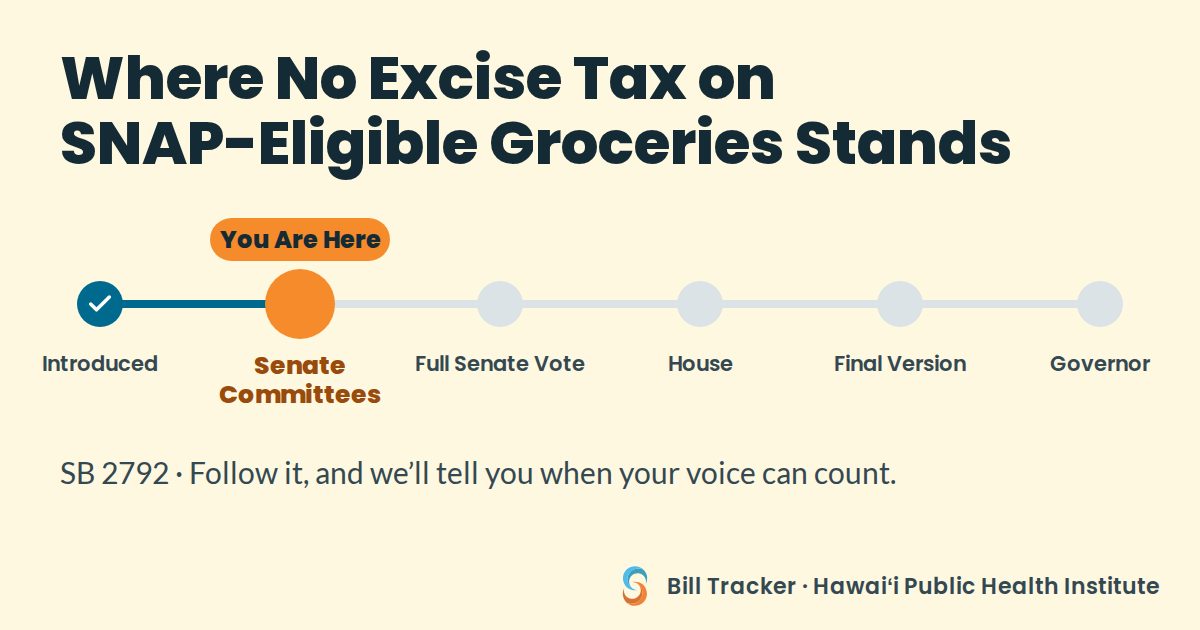 Where No Excise Tax on
SNAP-Eligible Groceries Stands
You Are Here
Introduced
Senate
Committees
Full Senate Vote
House
Final Version
Governor
SB 2792 · Follow it, and we’ll tell you when your voice can count.
Bill Tracker · Hawaiʻi Public Health Institute